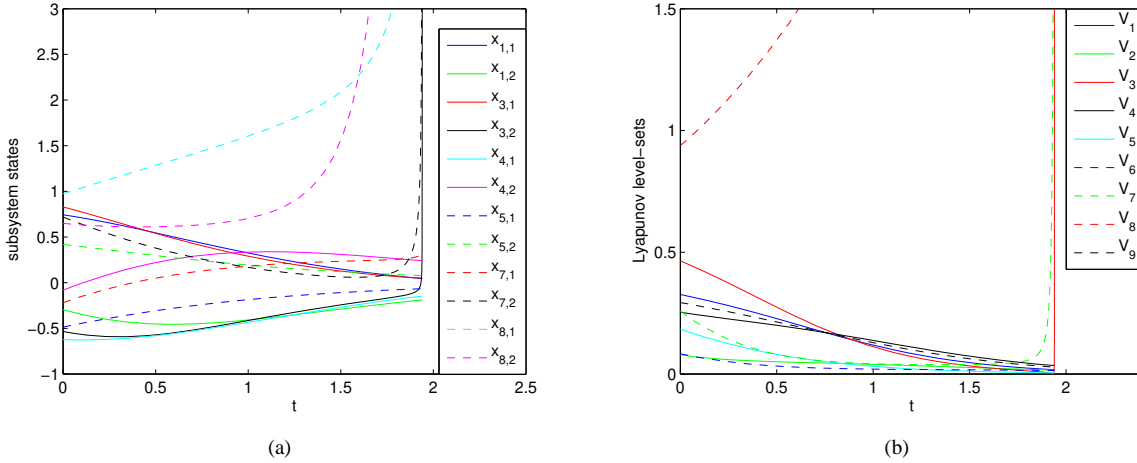 3
2.5
2
1.5
1
0.5
0
−0.5
−1
0
0.5
1
1.5
2
2.5
subsystem states
t
x1,1
x1,2
x3,1
x3,2
x4,1
x4,2
x5,1
x5,2
x7,1
x7,2
x8,1
x8,2
(a)
1.5
1
0.5
0
0
0.5
1
1.5
2
Lyapunov level−sets
t
V1
V2
V3
V4
V5
V6
V7
V8
V9
(b)